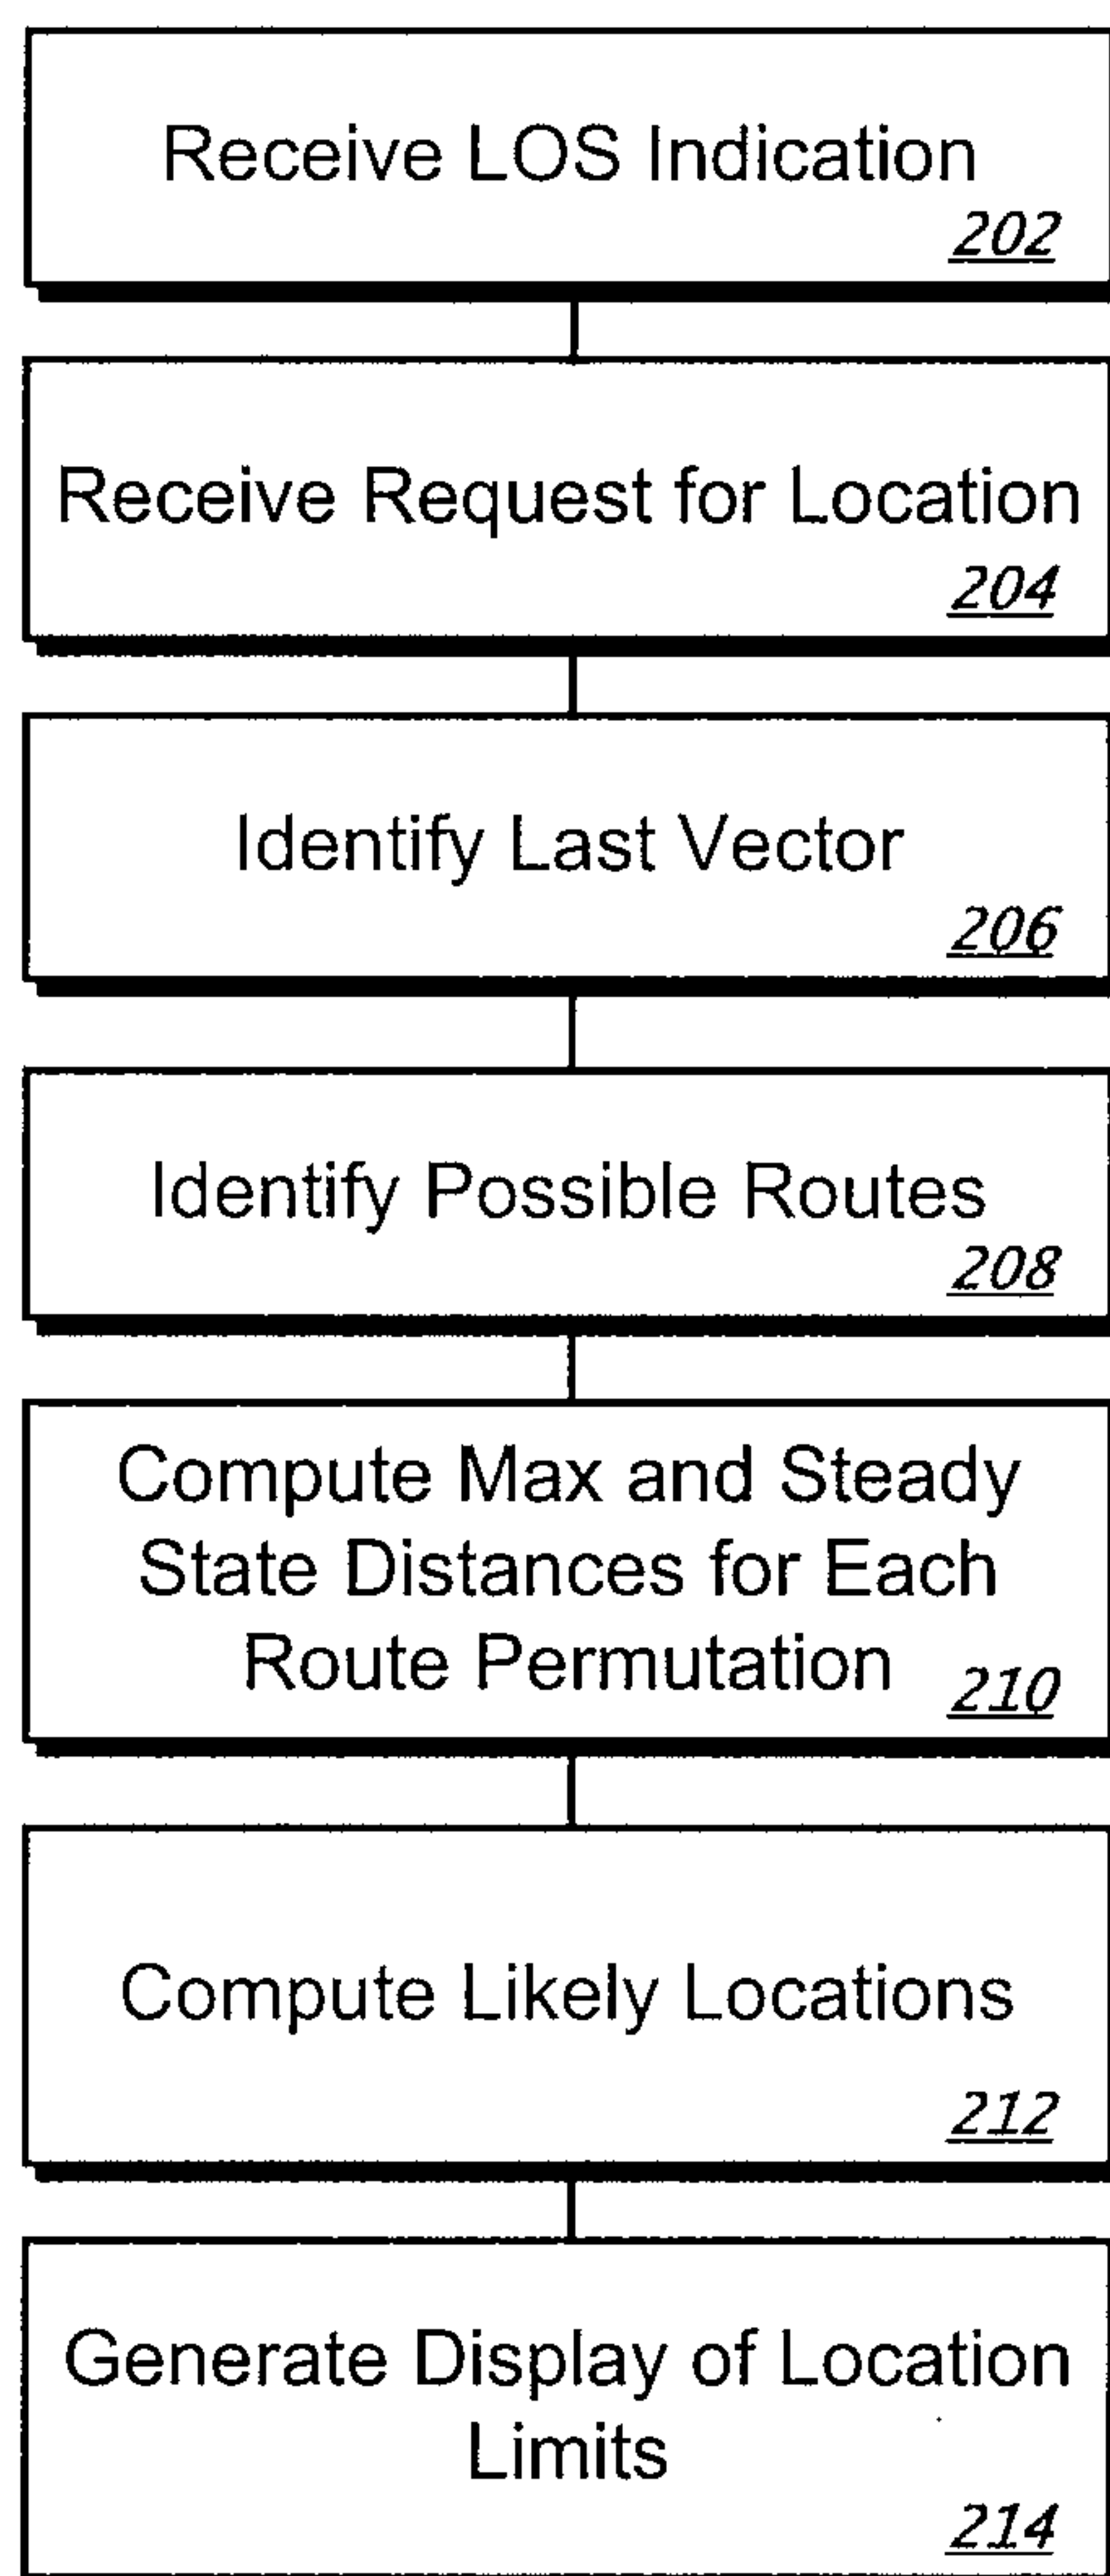 Receive LOS Indication
202
Receive Request for Location
204
Identify Last Vector
206
Identify Possible Routes
208
Compute Max and Steady
State Distances for Each
Route Permutation
210
Compute Likely Locations
212
Generate Display of Location
Limits
214